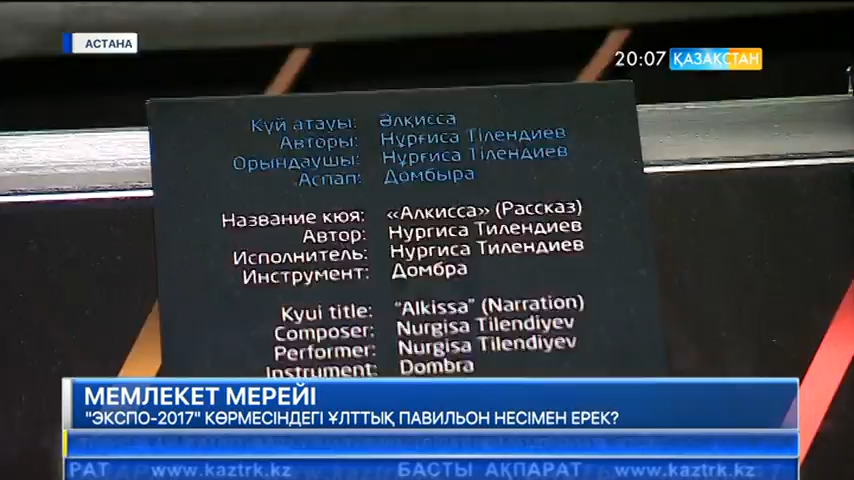 АСТАНА
20:07 ҚАЗАҚСТАН
Күй атауы: Әлқисса
Авторы: Нұрғиса Тілендиев
Орындаушы: Нұрғиса Тілендиев
Аспап: Домбыра
Название кюя: «Алкисса» (Рассказ)
Автор: Нургиса Тилендиев
Исполнитель: Нургиса Тилендиев
Инструмент: Домбра
Kyui title: "Alkissa" (Narration)
Composer: Nurgisa Tilendiyev
Performer: Nurgisa Tilendiyev
Instrument: Dombra
МЕМЛЕКЕТ МЕРЕЙІ
"ЭКСПО-2017" КӨРМЕСІНДЕГІ ҰЛТТЫҚ ПАВИЛЬОН НЕСІМЕН ЕРЕК?
РАТ www.kaztrk.kz БАСТЫ АҚПАРАТ www.kaztrk.kz